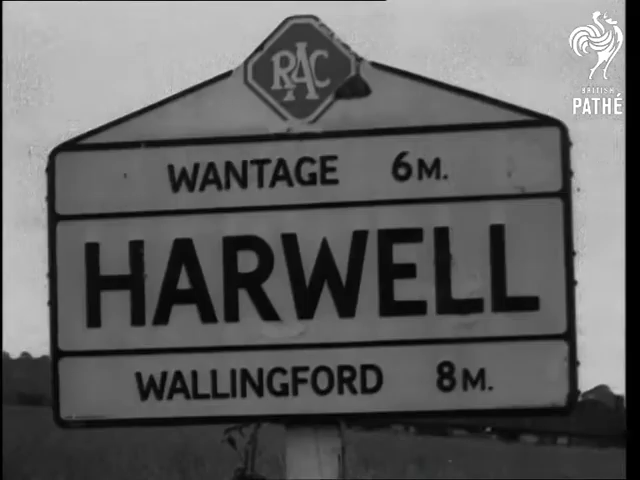 RAC
BRITISH
PATHÉ
WANTAGE 6M.
HARWELL
WALLINGFORD 8M.